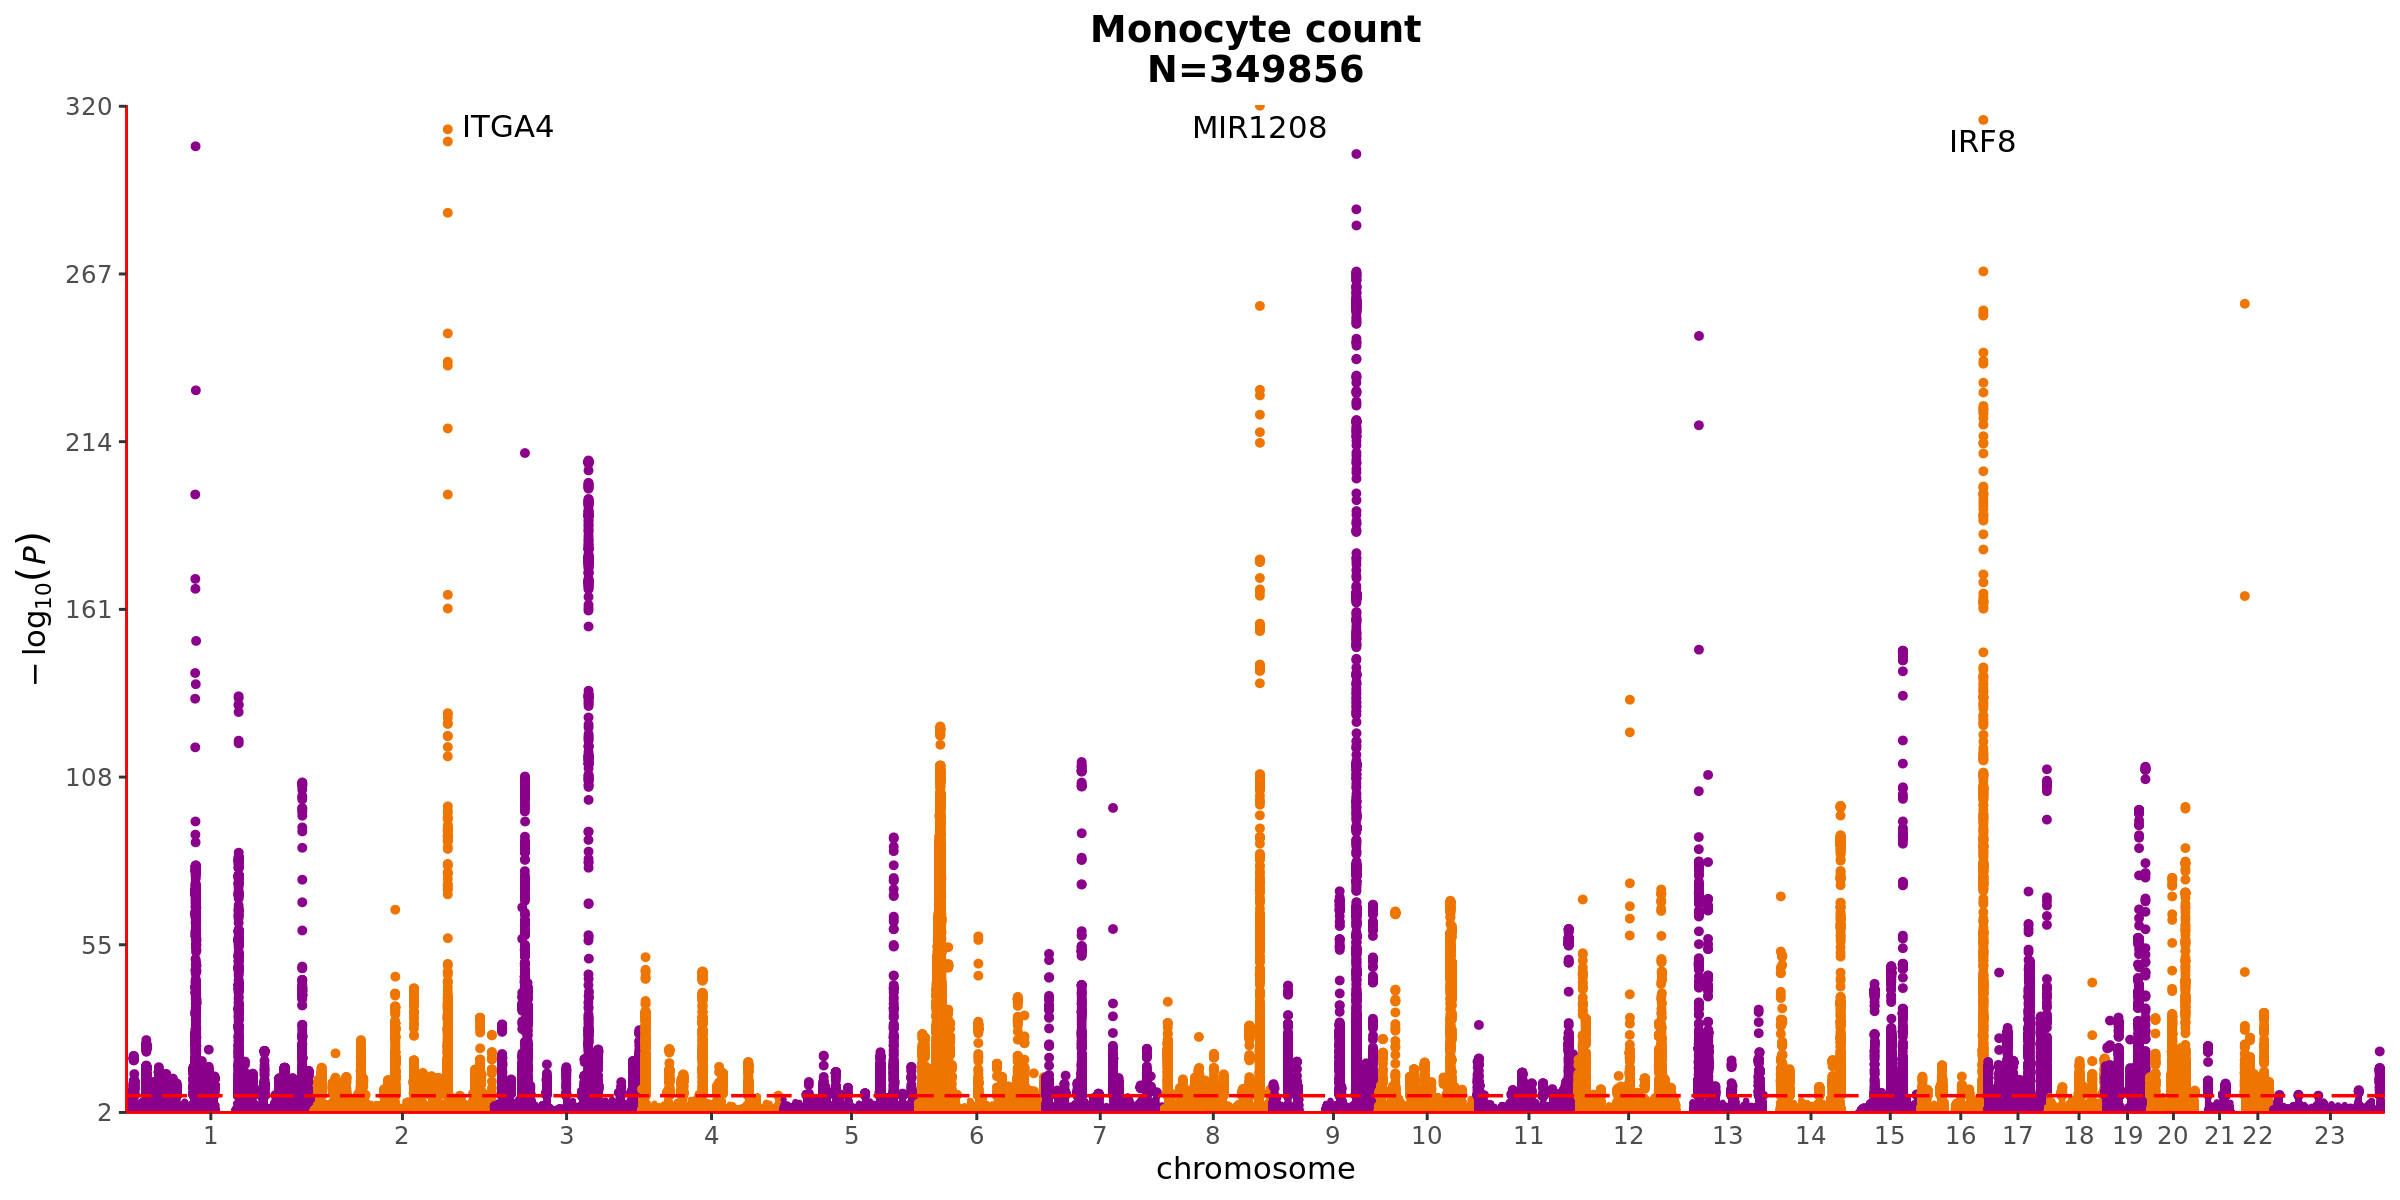 Monocyte count
N=349856
320
ITGA4
MIR1208
IRF8
267
214
161
108
55
2
−log10(P)
1 2 3 4 5 6 7 8 9 10 11 12 13 14 15 16 17 18 19 20 21 22 23
chromosome